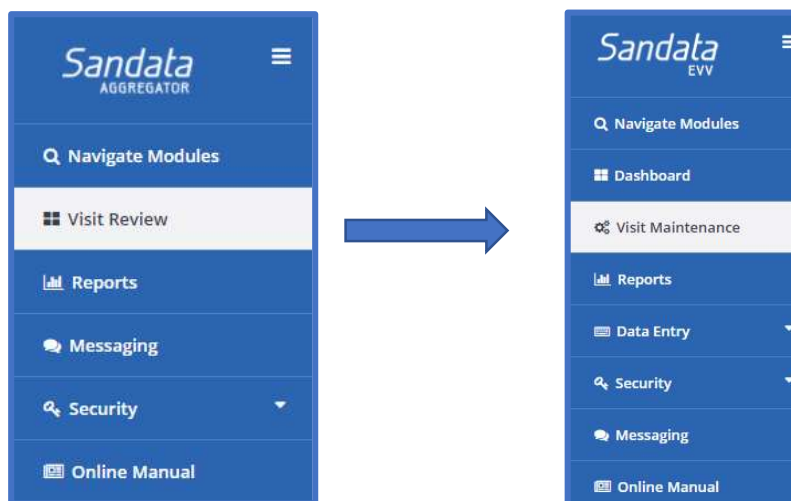 Sandata
AGGREGATOR
Navigate Modules
Visit Review
Reports
Messaging
Security
Online Manual
Sandata
EVV
Navigate Modules
Dashboard
Visit Maintenance
Reports
Data Entry
Security
Messaging
Online Manual